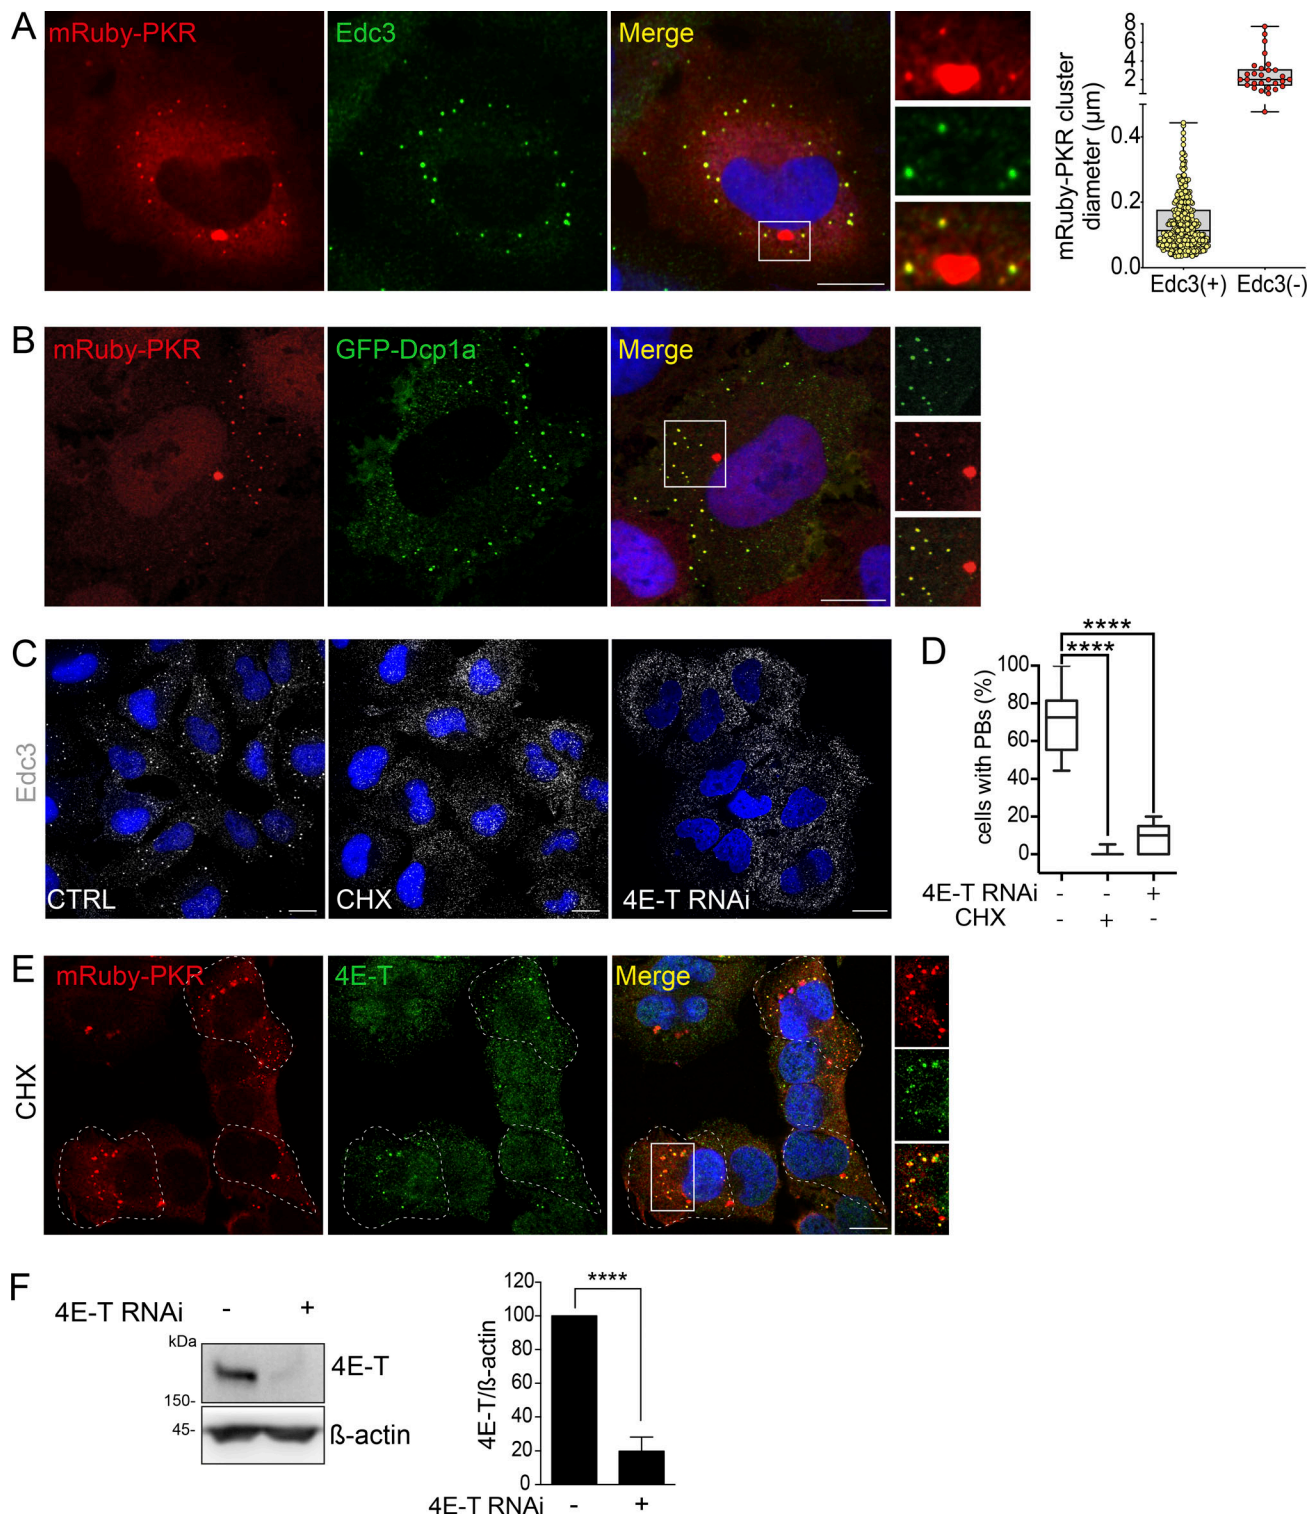 A
mRuby-PKR
Edc3
Merge
mRuby-PKR cluster
diameter (µm)
8
6
4
2
0.4
0.2
0.0
Edc3(+)
Edc3(-)
B
mRuby-PKR
GFP-Dcp1a
Merge
C
Edc3
CTRL
CHX
4E-T RNAi
D
cells with PBs (%)
100
80
60
40
20
0
****
****
4E-T RNAi - - +
CHX - + -
E
CHX
mRuby-PKR
4E-T
Merge
F
4E-T RNAi - +
kDa
150-
45-
4E-T
ß-actin
4E-T/ß-actin
120
100
80
60
40
20
0
****
4E-T RNAi - +